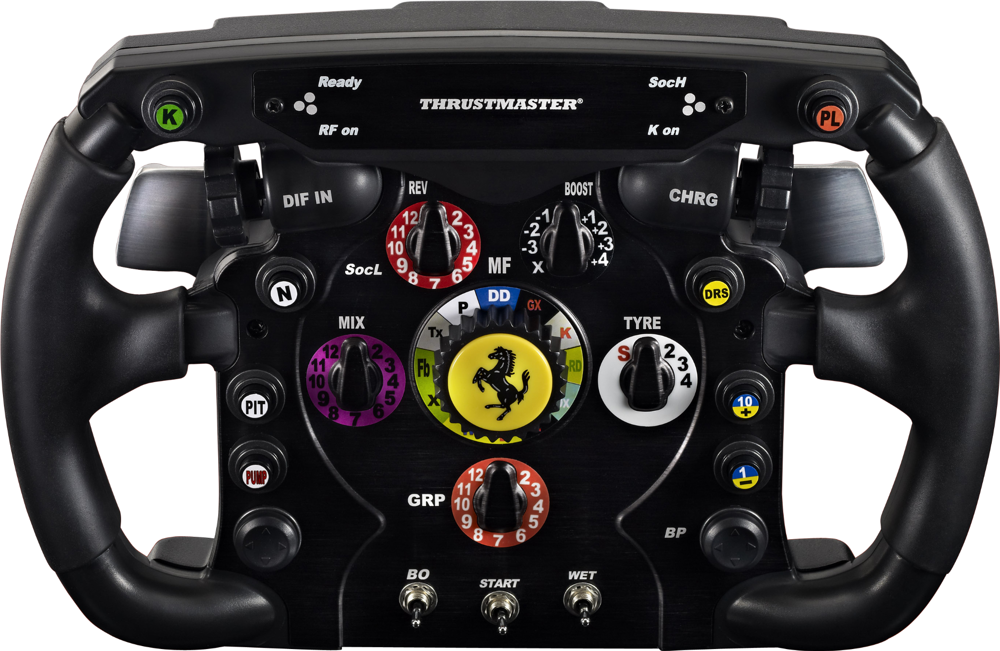 Ready
SocH
THRUSTMASTER®
K
PL
RF on
K on
DIF IN
REV
BOOST
CHRG
12 2
11 3
10 4
9 5
8 7 6
-1 +1
-2 +2
-3 +3
X +4
SocL
MF
N
DRS
P DD GX
Tx K
Fb RD
X
MIX
TYRE
12 2
11 3
10 4
9 5
8 7 6
S 2
3
4
PIT
10
+
PUMP
1
-
GRP
12 2
11 3
10 4
9 5
8 7 6
BP
BO
START
WET